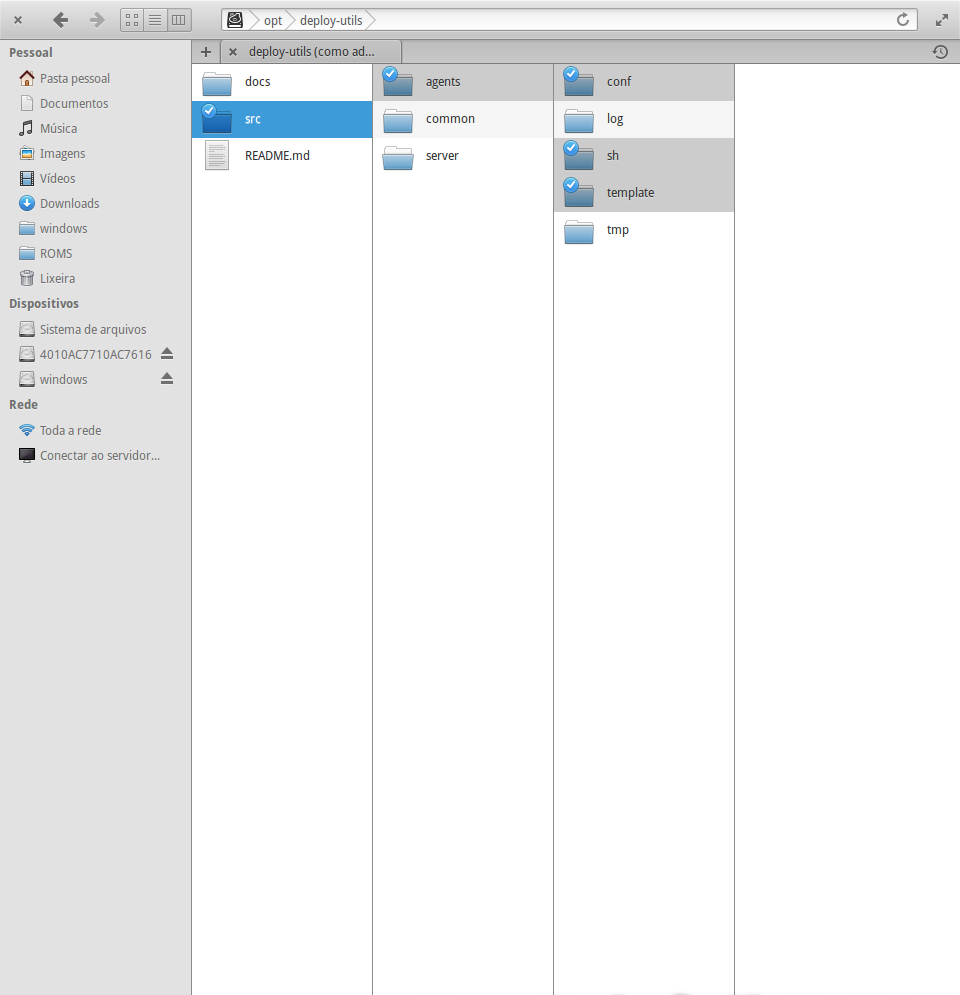 opt
deploy-utils
Pessoal
Pasta pessoal
Documentos
Música
Imagens
Vídeos
Downloads
windows
ROMS
Lixeira
Dispositivos
Sistema de arquivos
4010AC7710AC7616
windows
Rede
Toda a rede
Conectar ao servidor...
deploy-utils (como ad...
docs
src
README.md
agents
common
server
conf
log
sh
template
tmp